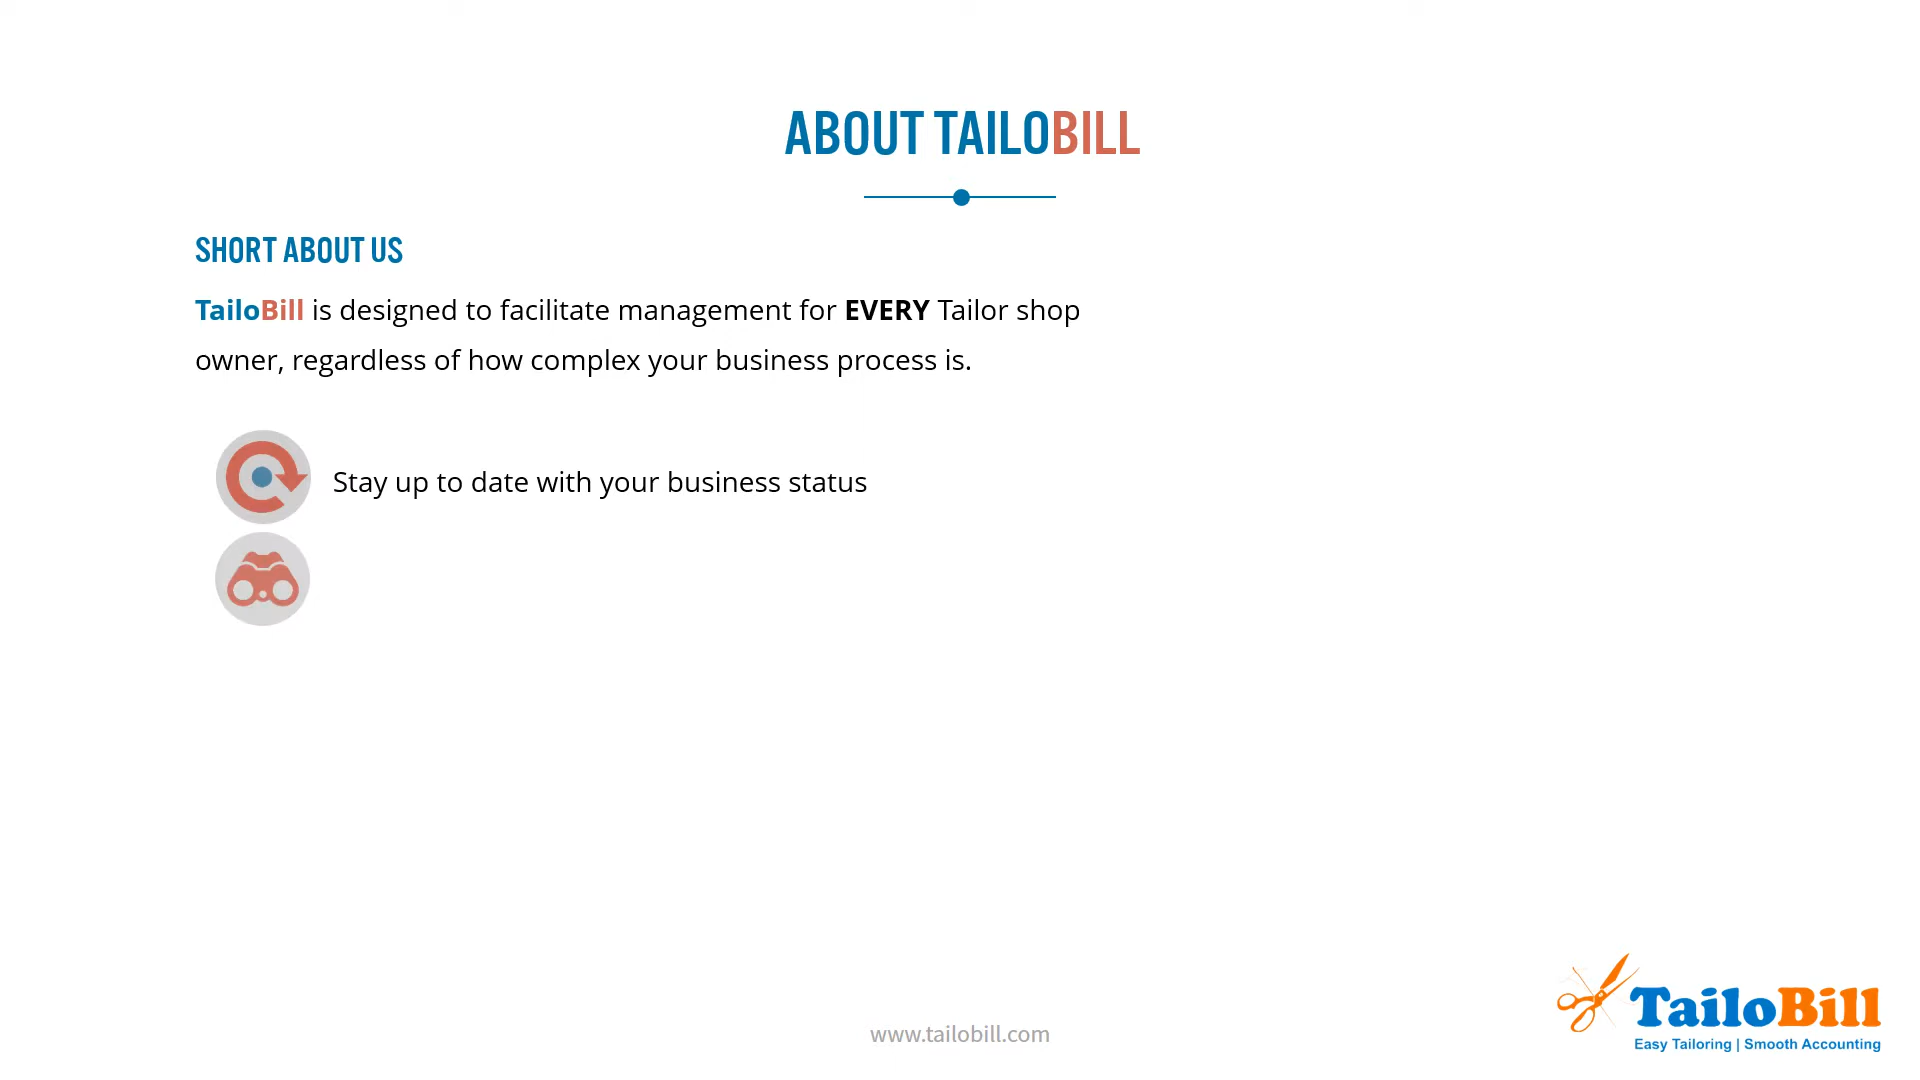 ABOUT TAILOBILL
SHORT ABOUT US
TailoBill is designed to facilitate management for EVERY Tailor shop
owner, regardless of how complex your business process is.
Stay up to date with your business status
www.tailobill.com
TailoBill
Easy Tailoring | Smooth Accounting